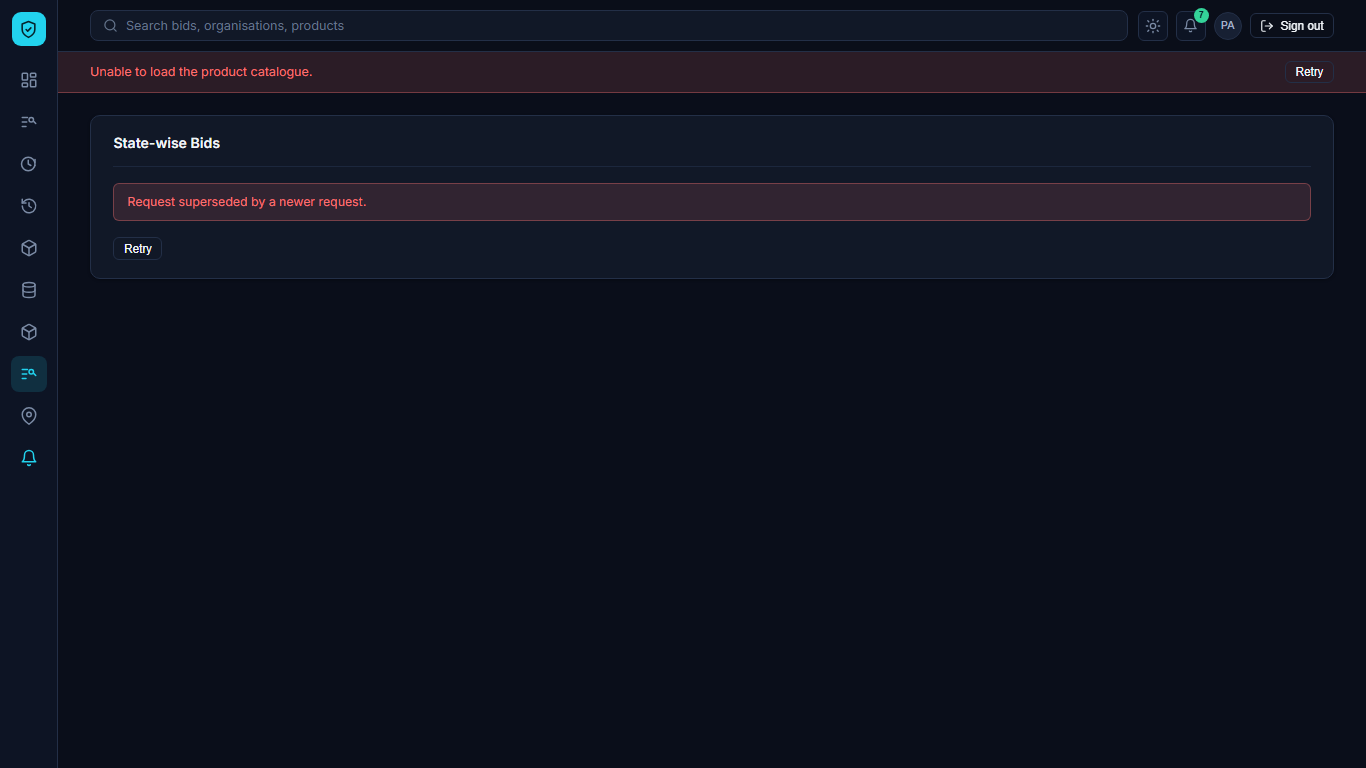 Search bids, organisations, products
7
PA
Sign out
Unable to load the product catalogue.
Retry
State-wise Bids
Request superseded by a newer request.
Retry